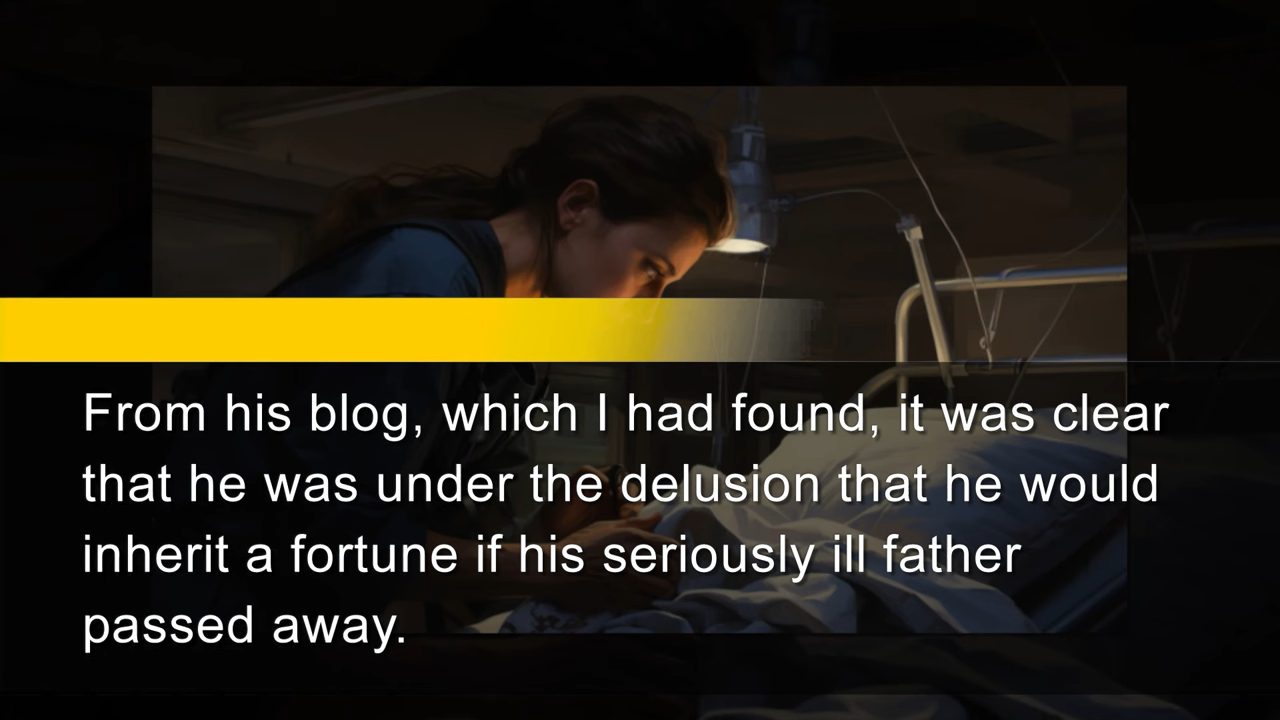 From his blog, which I had found, it was clear
that he was under the delusion that he would
inherit a fortune if his seriously ill father
passed away.